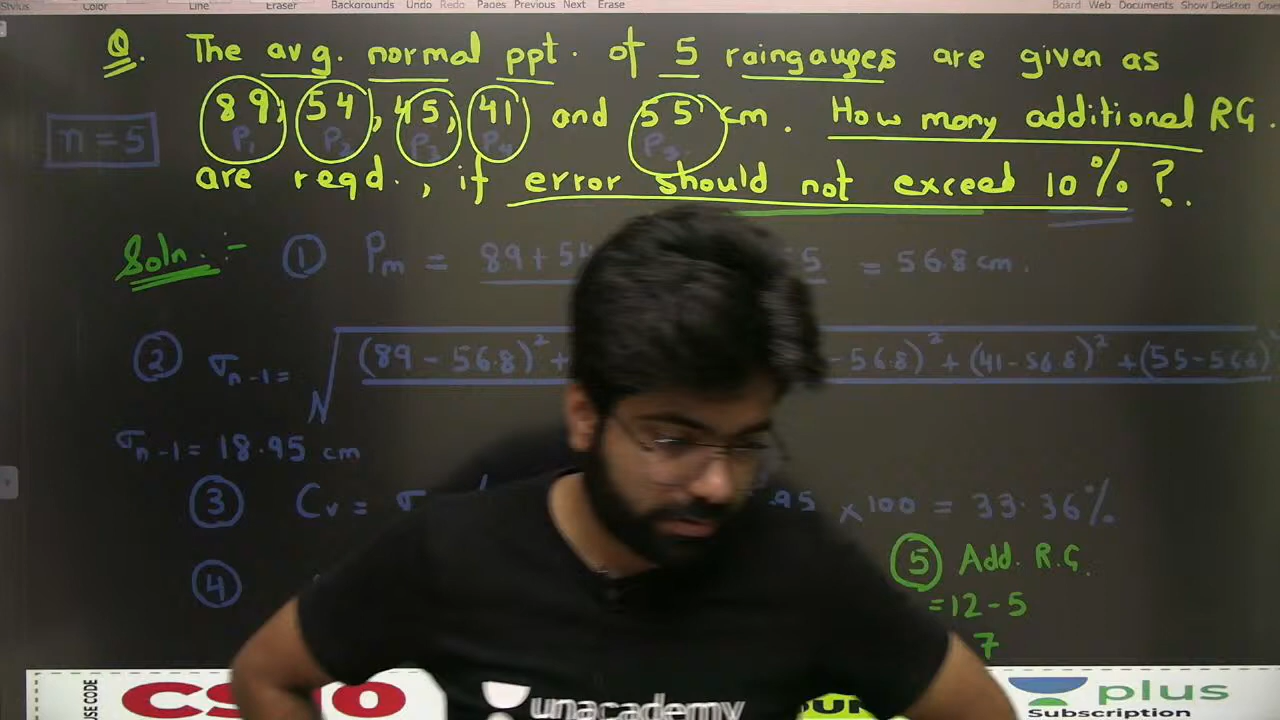 Stylus Color Line Eraser Backgrounds Undo Redo Pages Previous Next Erase Board Web Documents Show Desktop
Q. The avg. normal ppt. of 5 raingauges are given as
89, 54, 45, 41 and 55 cm. How many additional RG.
P1 P2 P3 P4 P5
n = 5
are reqd., if error should not exceed 10% ?
Soln. :- ① Pm = 89+54 = 56.8 cm.
② σn-1 = √ (89 - 56.8)² + - 56.8)² + (41-56.8)² + (55-56.8)²
σn-1 = 18.95 cm
③ Cv = σ .95 × 100 = 33.36%
④
⑤ Add. R.G.
= 12 - 5
7
USE CODE
unacademy
plus
Subscription